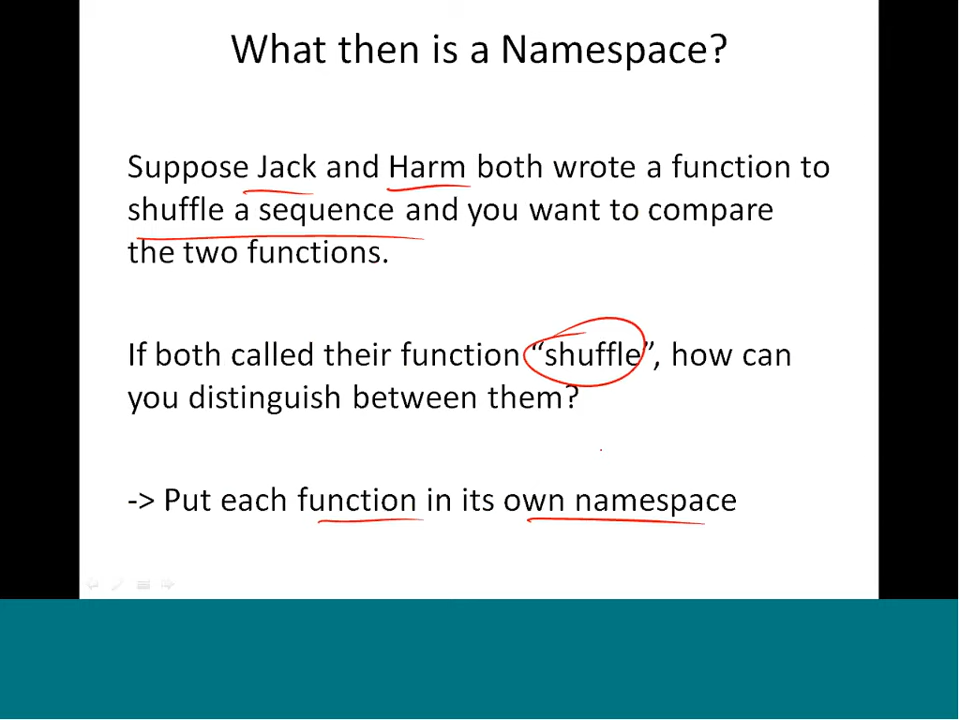 What then is a Namespace?
Suppose Jack and Harm both wrote a function to
shuffle a sequence and you want to compare
the two functions.
If both called their function “shuffle”, how can
you distinguish between them?
-> Put each function in its own namespace